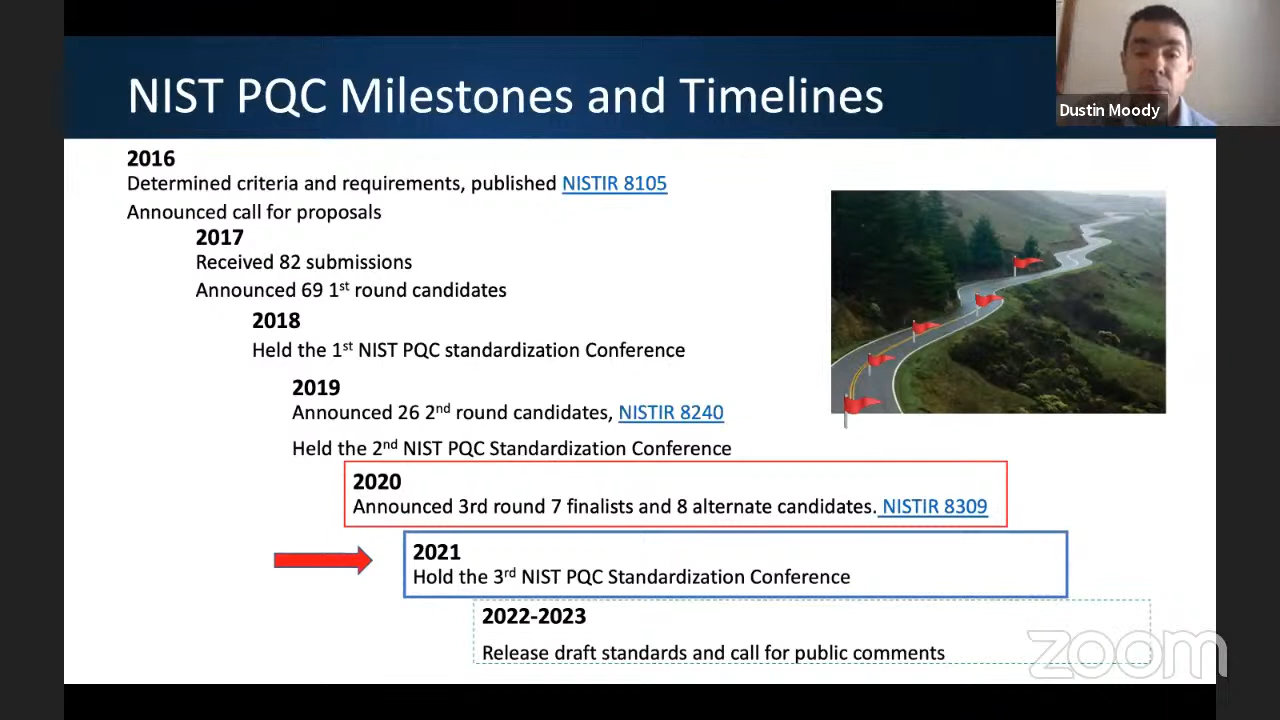 NIST PQC Milestones and Timelines
Dustin Moody
2016
Determined criteria and requirements, published NISTIR 8105
Announced call for proposals
2017
Received 82 submissions
Announced 69 1st round candidates
2018
Held the 1st NIST PQC standardization Conference
2019
Announced 26 2nd round candidates, NISTIR 8240
Held the 2nd NIST PQC Standardization Conference
2020
Announced 3rd round 7 finalists and 8 alternate candidates. NISTIR 8309
2021
Hold the 3rd NIST PQC Standardization Conference
2022-2023
Release draft standards and call for public comments
zoom